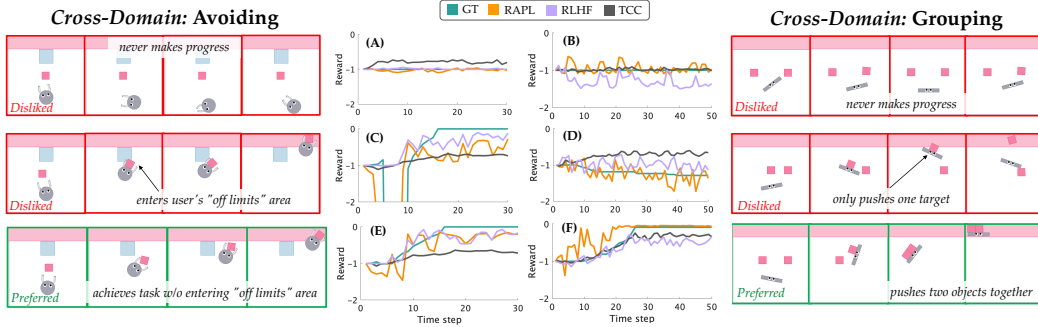 Cross-Domain: Avoiding
GT RAPL RLHF TCC
Cross-Domain: Grouping
never makes progress
Disliked
(A)
Reward
0
-1
-2
0 10 20 30
(B)
Reward
0
-1
-2
0 10 20 30 40 50
Disliked
never makes progress
Disliked
enters user's "off limits" area
(C)
Reward
0
-1
-2
0 10 20 30
(D)
Reward
0
-1
-2
0 10 20 30 40 50
Disliked
only pushes one target
Preferred
achieves task w/o entering "off limits" area
(E)
Reward
0
-1
-2
0 10 20 30
Time step
(F)
Reward
0
-1
-2
0 10 20 30 40 50
Time step
Preferred
pushes two objects together